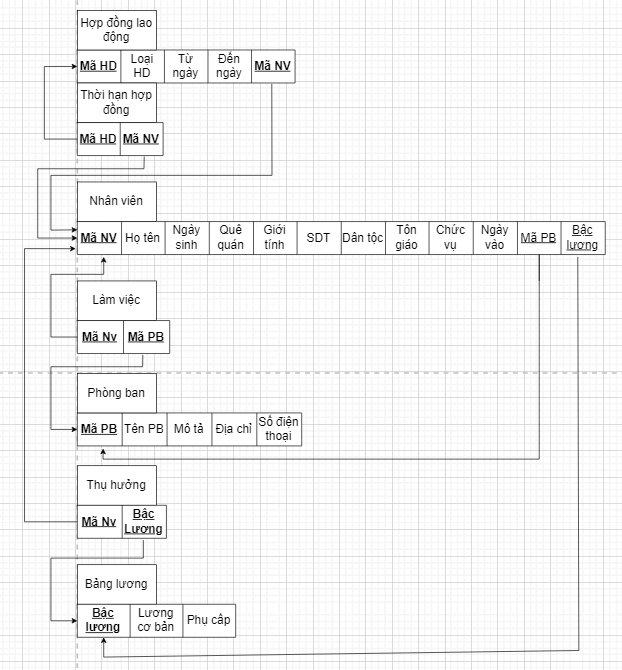 Hợp đồng lao
động
Mã HD Loại
HD Từ
ngày Đến
ngày Mã NV
Thời hạn hợp
đồng
Mã HD Mã NV
Nhân viên
Mã NV Họ tên Ngày
sinh Quê
quán Giới
tính SDT Dân tộc Tôn
giáo Chức
vụ Ngày
vào Mã PB Bậc
lương
Làm việc
Mã Nv Mã PB
Phòng ban
Mã PB Tên PB Mô tả Địa chỉ Số điện
thoại
Thụ hưởng
Mã Nv Bậc
Lương
Bảng lương
Bậc
lương Lương
cơ bản Phụ câp